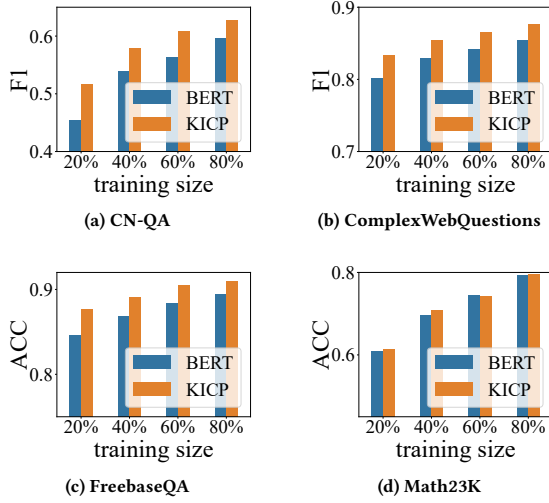 F1
0.6
0.5
0.4
BERT
KICP
20% 40% 60% 80%
training size
(a) CN-QA
F1
0.9
0.8
0.7
BERT
KICP
20% 40% 60% 80%
training size
(b) ComplexWebQuestions
ACC
0.9
0.8
BERT
KICP
20% 40% 60% 80%
training size
(c) FreebaseQA
ACC
0.8
0.6
BERT
KICP
20% 40% 60% 80%
training size
(d) Math23K